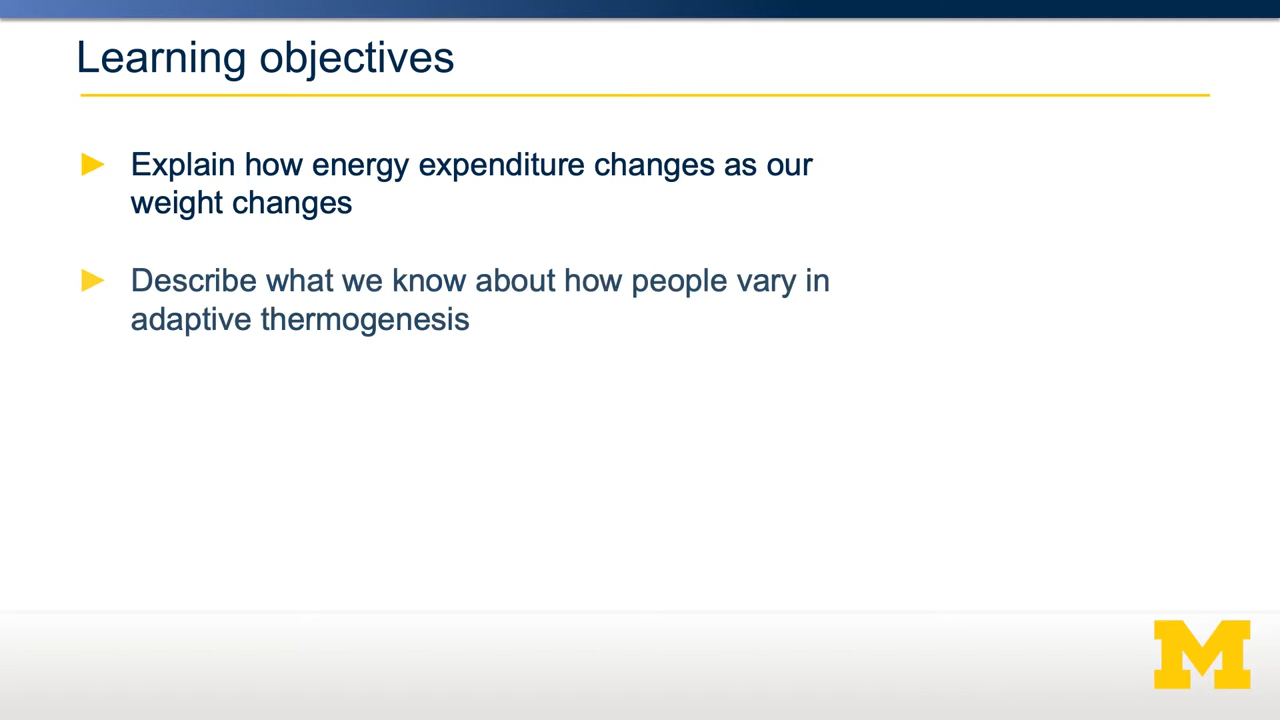 Learning objectives
Explain how energy expenditure changes as our
weight changes
Describe what we know about how people vary in
adaptive thermogenesis
M